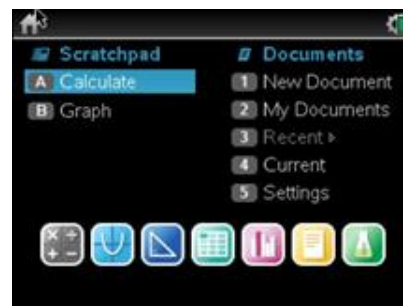 Scratchpad
A Calculate
B Graph
Documents
1 New Document
2 My Documents
3 Recent ▸
4 Current
5 Settings